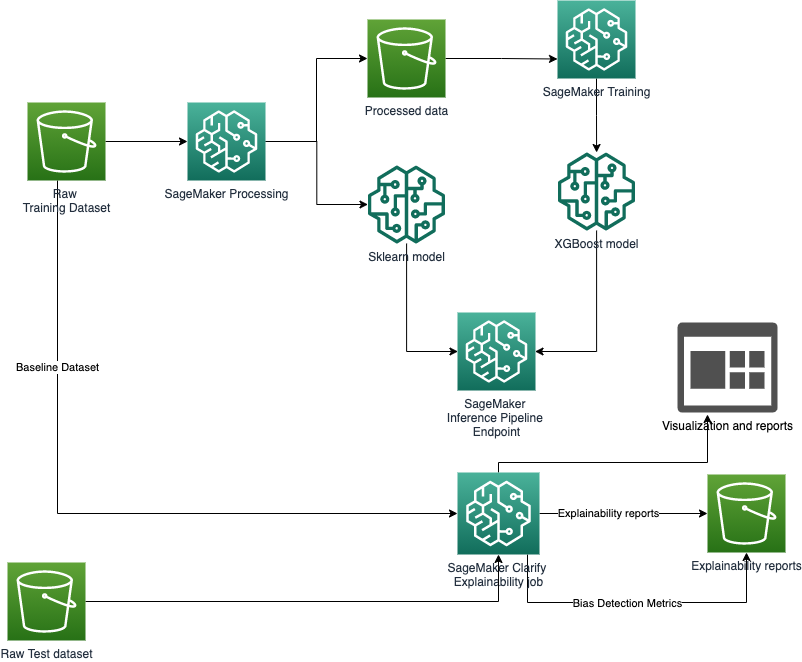 SageMaker Training
Processed data
Raw
Training Dataset
SageMaker Processing
Sklearn model
XGBoost model
Baseline Dataset
SageMaker
Inference Pipeline
Endpoint
Visualization and reports
Explainability reports
SageMaker Clarify
Explainability job
Explainability reports
Bias Detection Metrics
Raw Test dataset